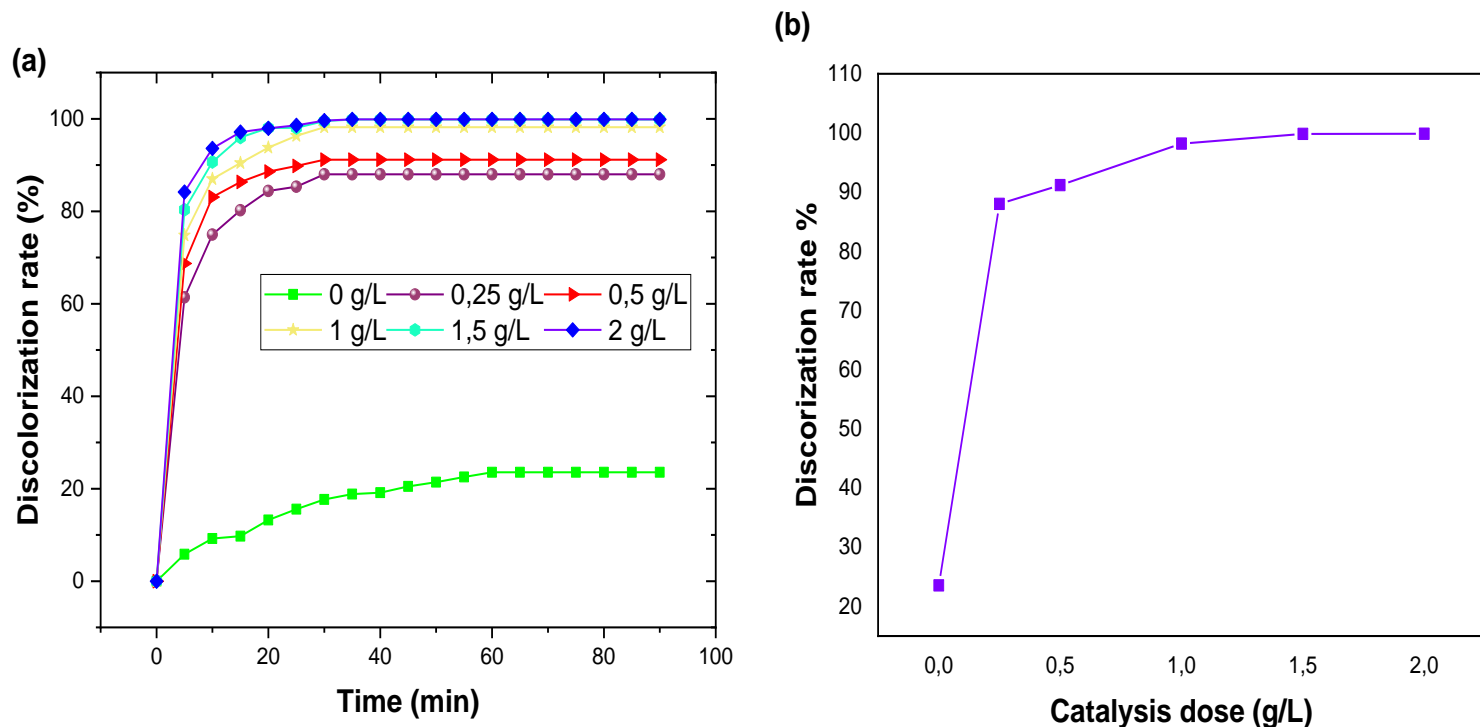 (a)
Discolorization rate (%)
100
80
60
40
20
0
0 g/L 0,25 g/L 0,5 g/L
1 g/L 1,5 g/L 2 g/L
0 20 40 60 80 100
Time (min)
(b)
Discorization rate %
110
100
90
80
70
60
50
40
30
20
0,0 0,5 1,0 1,5 2,0
Catalysis dose (g/L)